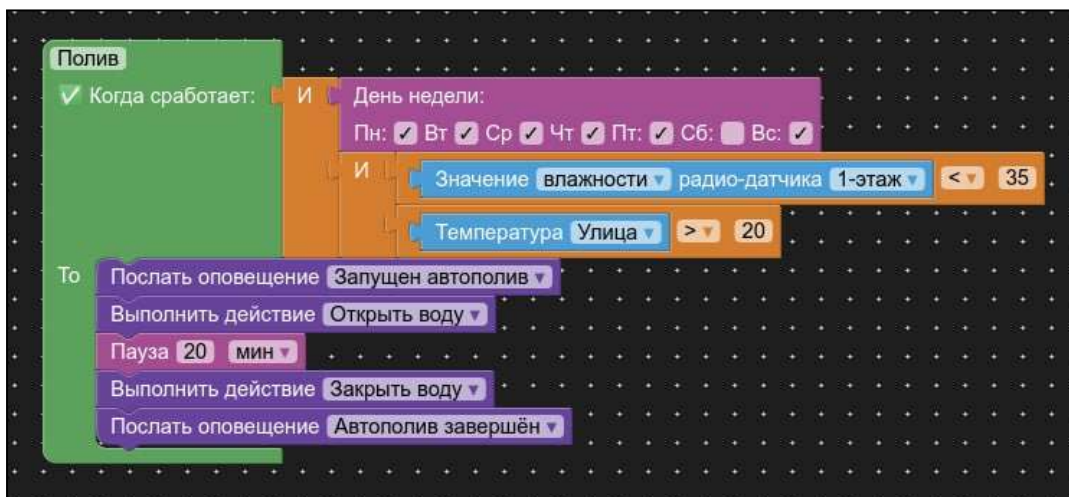 Полив
Когда сработает: И День недели:
Пн: Вт Ср Чт Пт: Сб: Вс:
И Значение влажности радио-датчика 1-этаж < 35
Температура Улица > 20
То Послать оповещение Запущен автополив
Выполнить действие Открыть воду
Пауза 20 мин
Выполнить действие Закрыть воду
Послать оповещение Автополив завершён